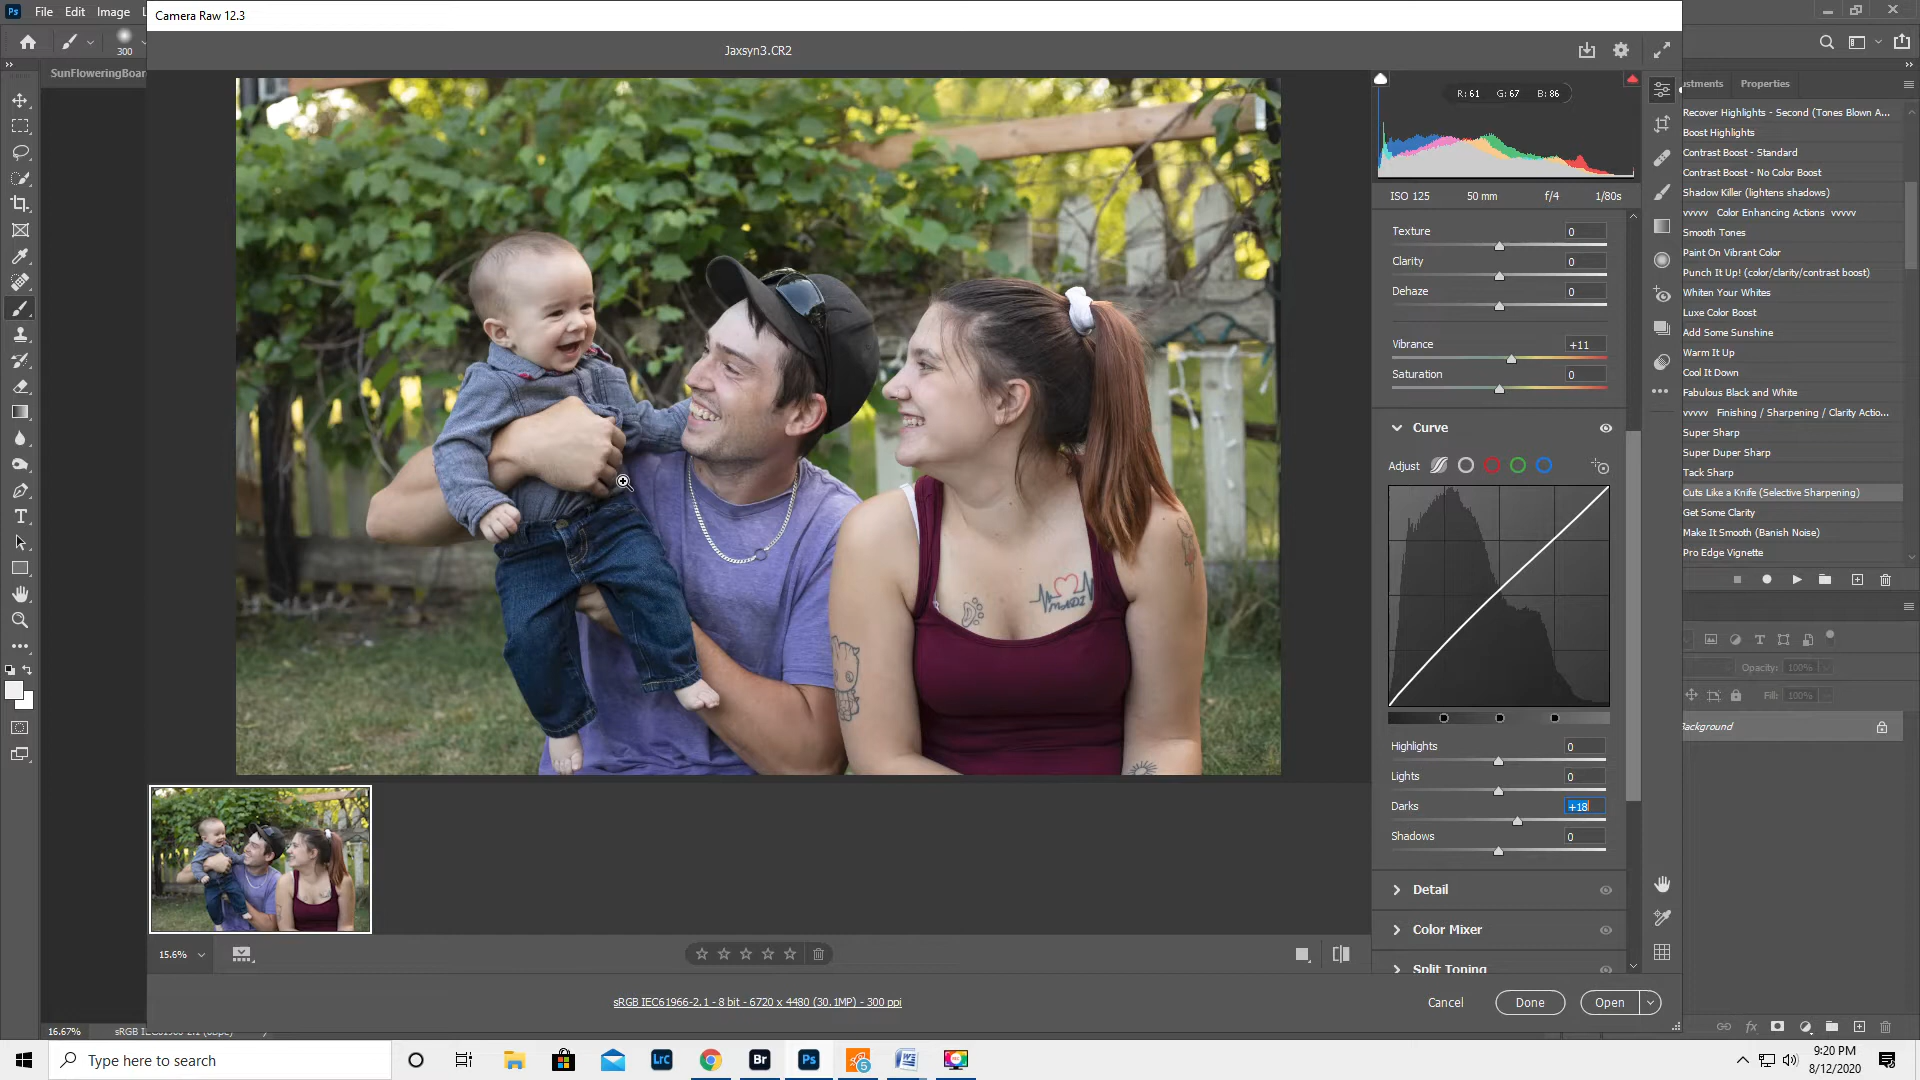 Ps File Edit Image
Camera Raw 12.3
Jaxsyn3.CR2
300
SunFloweringBoar
R: 61 G: 67 B: 86
ISO 125 50 mm f/4 1/80s
Texture 0
Clarity 0
Dehaze 0
Vibrance +11
Saturation 0
Curve
Adjust
Highlights 0
Lights 0
Darks +18
Shadows 0
Detail
Color Mixer
Split Toning
ustments Properties
Recover Highlights - Second (Tones Blown A...
Boost Highlights
Contrast Boost - Standard
Contrast Boost - No Color Boost
Shadow Killer (lightens shadows)
vvvvv Color Enhancing Actions vvvvv
Smooth Tones
Paint On Vibrant Color
Punch It Up! (color/clarity/contrast boost)
Whiten Your Whites
Luxe Color Boost
Add Some Sunshine
Warm It Up
Cool It Down
Fabulous Black and White
vvvvv Finishing / Sharpening / Clarity Actio...
Super Sharp
Super Duper Sharp
Tack Sharp
Cuts Like a Knife (Selective Sharpening)
Get Some Clarity
Make It Smooth (Banish Noise)
Pro Edge Vignette
Opacity: 100%
Fill: 100%
Background
15.6%
sRGB IEC61966-2.1 - 8 bit - 6720 x 4480 (30.1MP) - 300 ppi
Cancel Done Open
16.67%
fx
Type here to search
LrC Br Ps 5
9:20 PM
8/12/2020